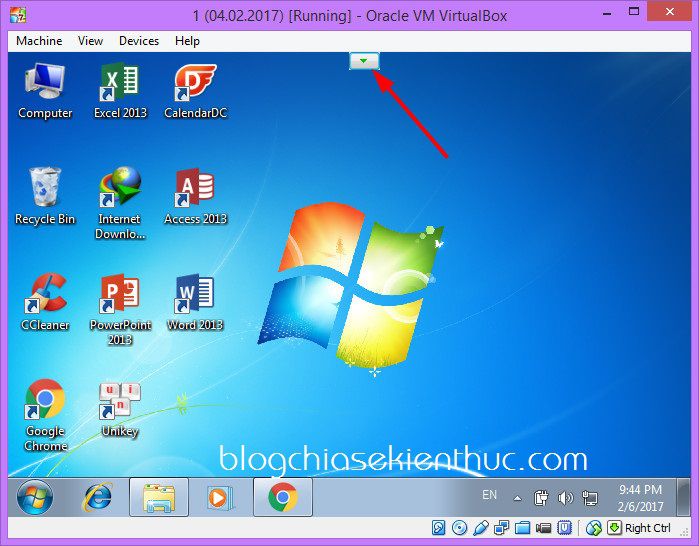 1 (04.02.2017) [Running] - Oracle VM VirtualBox
Machine View Devices Help
Computer
Excel 2013
CalendarDC
Recycle Bin
Internet
Downlo...
Access 2013
CCleaner
PowerPoint
2013
Word 2013
Google
Chrome
u i
n
Unikey
blogchiasekienthuc.com
EN
9:44 PM
2/6/2017
Right Ctrl